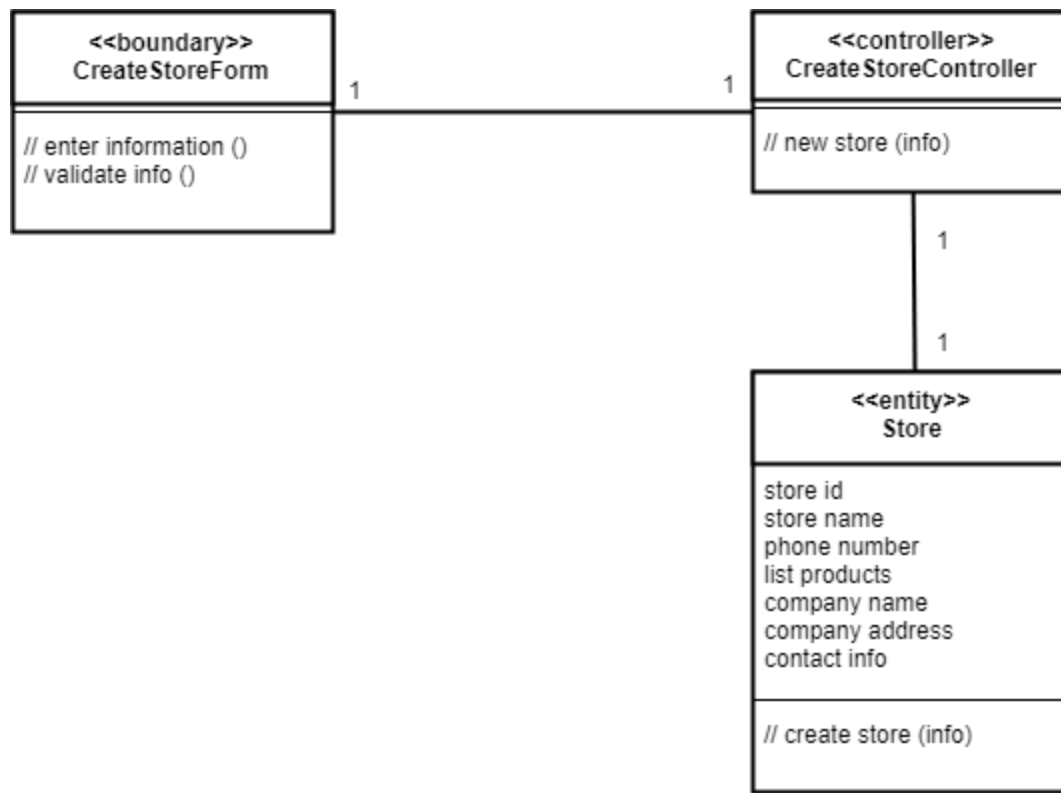 <<boundary>>
CreateStoreForm
// enter information ()
// validate info ()
1
1
<<controller>>
CreateStoreController
// new store (info)
1
1
<<entity>>
Store
store id
store name
phone number
list products
company name
company address
contact info
// create store (info)